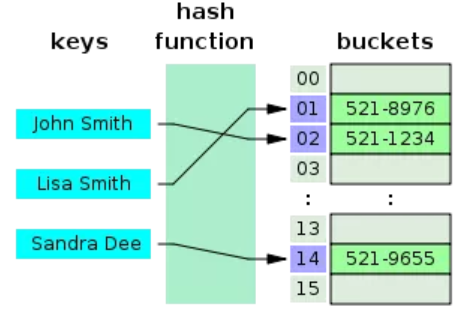 hash
keys function buckets
00
01 521-8976
John Smith
02 521-1234
03
Lisa Smith
: :
13
Sandra Dee
14 521-9655
15